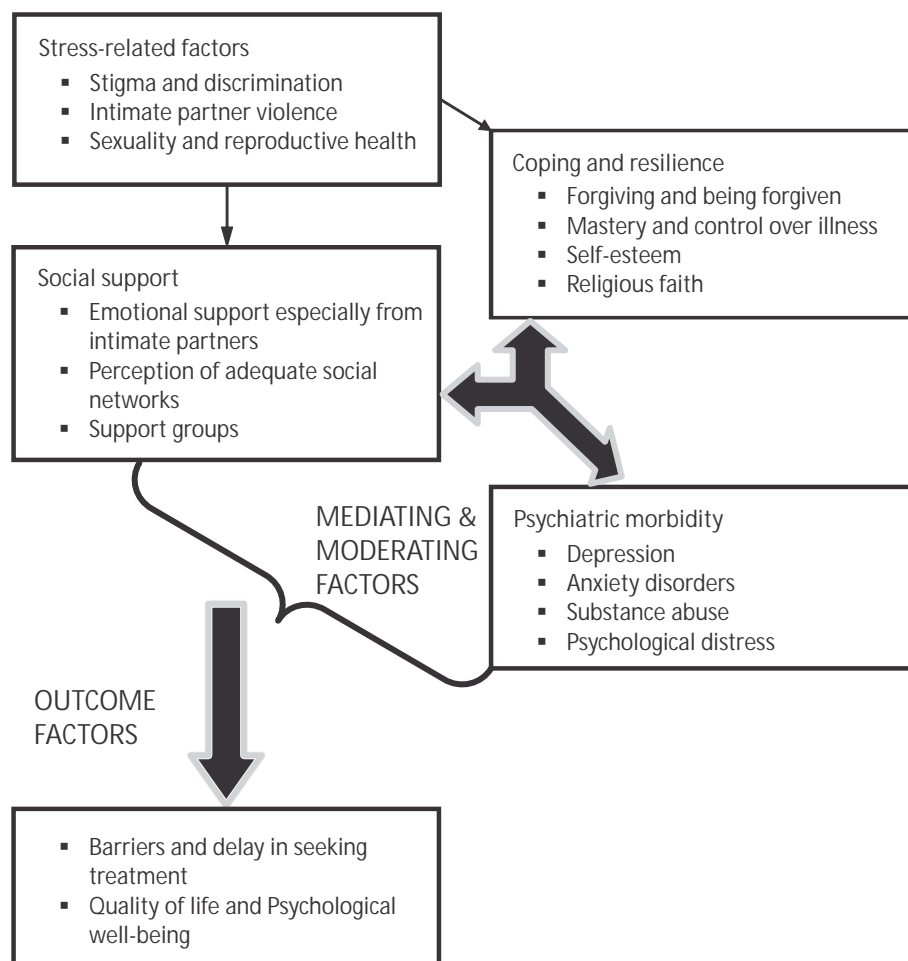 Stress-related factors
▪ Stigma and discrimination
▪ Intimate partner violence
▪ Sexuality and reproductive health
Coping and resilience
▪ Forgiving and being forgiven
▪ Mastery and control over illness
▪ Self-esteem
▪ Religious faith
Social support
▪ Emotional support especially from
intimate partners
▪ Perception of adequate social
networks
▪ Support groups
MEDIATING &
MODERATING
FACTORS
Psychiatric morbidity
▪ Depression
▪ Anxiety disorders
▪ Substance abuse
▪ Psychological distress
OUTCOME
FACTORS
▪ Barriers and delay in seeking
treatment
▪ Quality of life and Psychological
well-being